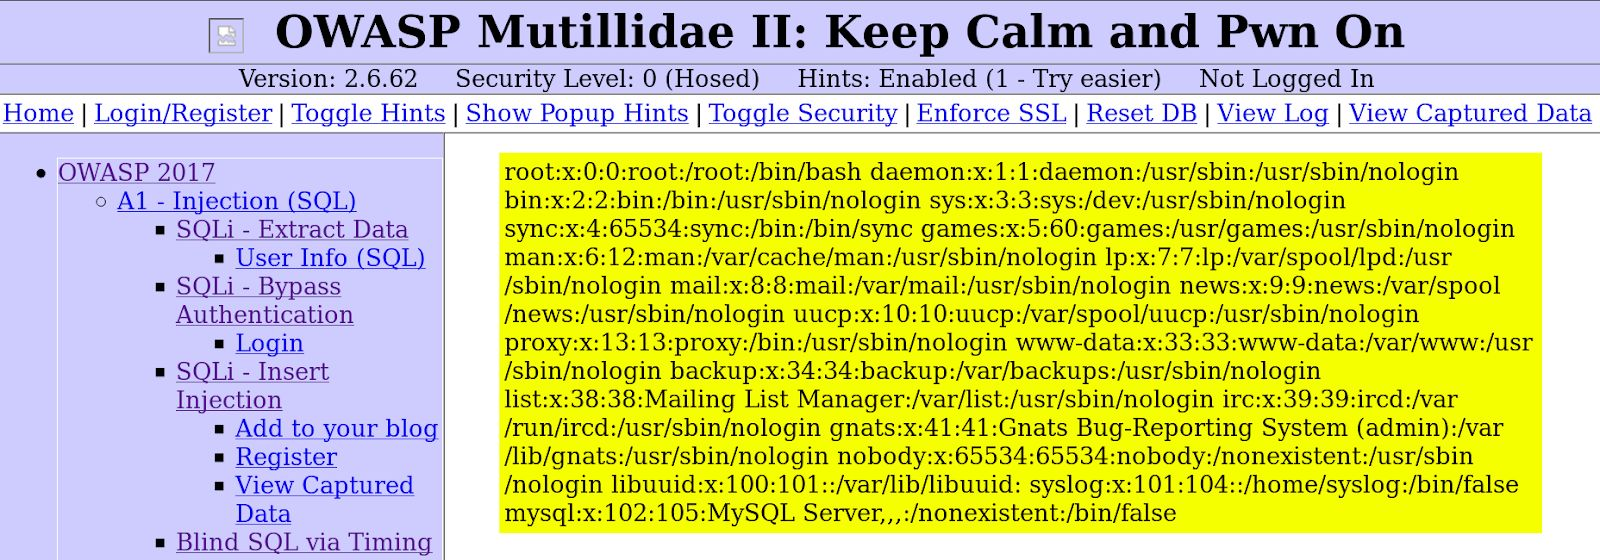 OWASP Mutillidae II: Keep Calm and Pwn On
Version: 2.6.62 Security Level: 0 (Hosed) Hints: Enabled (1 - Try easier) Not Logged In
Home | Login/Register | Toggle Hints | Show Popup Hints | Toggle Security | Enforce SSL | Reset DB | View Log | View Captured Data
OWASP 2017
A1 - Injection (SQL)
SQLi - Extract Data
User Info (SQL)
SQLi - Bypass
Authentication
Login
SQLi - Insert
Injection
Add to your blog
Register
View Captured
Data
Blind SQL via Timing
root:x:0:0:root:/root:/bin/bash daemon:x:1:1:daemon:/usr/sbin:/usr/sbin/nologin
bin:x:2:2:bin:/bin:/usr/sbin/nologin sys:x:3:3:sys:/dev:/usr/sbin/nologin
sync:x:4:65534:sync:/bin:/bin/sync games:x:5:60:games:/usr/games:/usr/sbin/nologin
man:x:6:12:man:/var/cache/man:/usr/sbin/nologin lp:x:7:7:lp:/var/spool/lpd:/usr
/sbin/nologin mail:x:8:8:mail:/var/mail:/usr/sbin/nologin news:x:9:9:news:/var/spool
/news:/usr/sbin/nologin uucp:x:10:10:uucp:/var/spool/uucp:/usr/sbin/nologin
proxy:x:13:13:proxy:/bin:/usr/sbin/nologin www-data:x:33:33:www-data:/var/www:/usr
/sbin/nologin backup:x:34:34:backup:/var/backups:/usr/sbin/nologin
list:x:38:38:Mailing List Manager:/var/list:/usr/sbin/nologin irc:x:39:39:ircd:/var
/run/ircd:/usr/sbin/nologin gnats:x:41:41:Gnats Bug-Reporting System (admin):/var
/lib/gnats:/usr/sbin/nologin nobody:x:65534:65534:nobody:/nonexistent:/usr/sbin
/nologin libuuid:x:100:101::/var/lib/libuuid: syslog:x:101:104::/home/syslog:/bin/false
mysql:x:102:105:MySQL Server,,,:/nonexistent:/bin/false